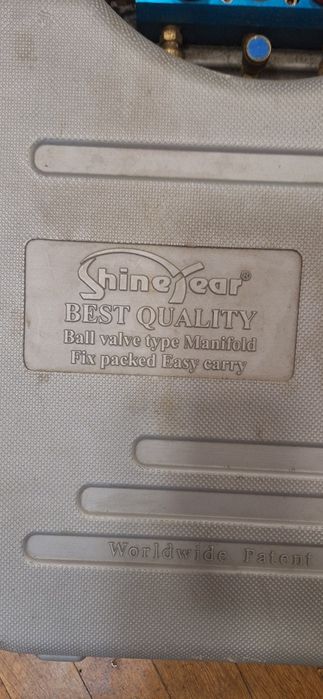 ShineYear®
BEST QUALITY
Ball valve type Manifold
Fix packed Easy carry
Worldwide Patent